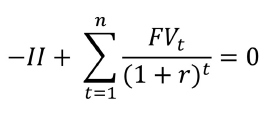 −II + ∑_{t=1}^{n} FV_t / (1 + r)^t = 0